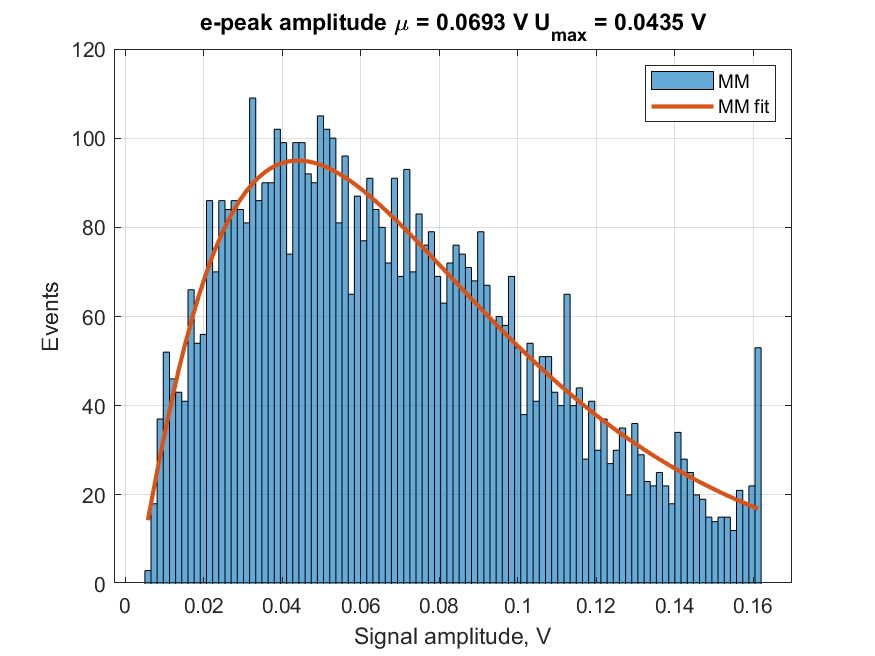 e-peak amplitude μ = 0.0693 V U_max = 0.0435 V
MM
MM fit
120
100
80
60
40
20
0
Events
0 0.02 0.04 0.06 0.08 0.1 0.12 0.14 0.16
Signal amplitude, V